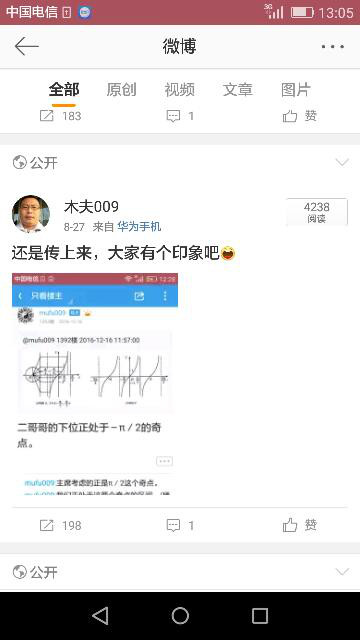 中国电信
3G
13:05
微博
全部 原创 视频 文章 图片
183 1 赞
公开
木夫009
8-27 来自 华为手机
4238
阅读
还是传上来，大家有个印象吧
中国电信 12:28
只看楼主
mufu009
@mufu009 1392楼 2016-12-16 11:57:00
二哥哥的下位正处于－π / 2的奇
点。
mufu009:主席考虑的正是π / 2这个奇点。
198 1 赞
公开